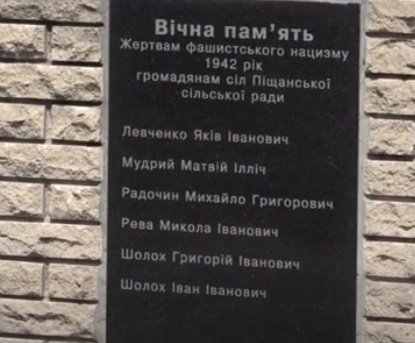 Вічна пам'ять
Жертвам фашистського нацизму
1942 рік
громадянам сіл Піщанської
сільської ради
Левченко Яків Іванович
Мудрий Матвій Ілліч
Радочин Михайло Григорович
Рева Микола Іванович
Шолох Григорій Іванович
Шолох Іван Іванович